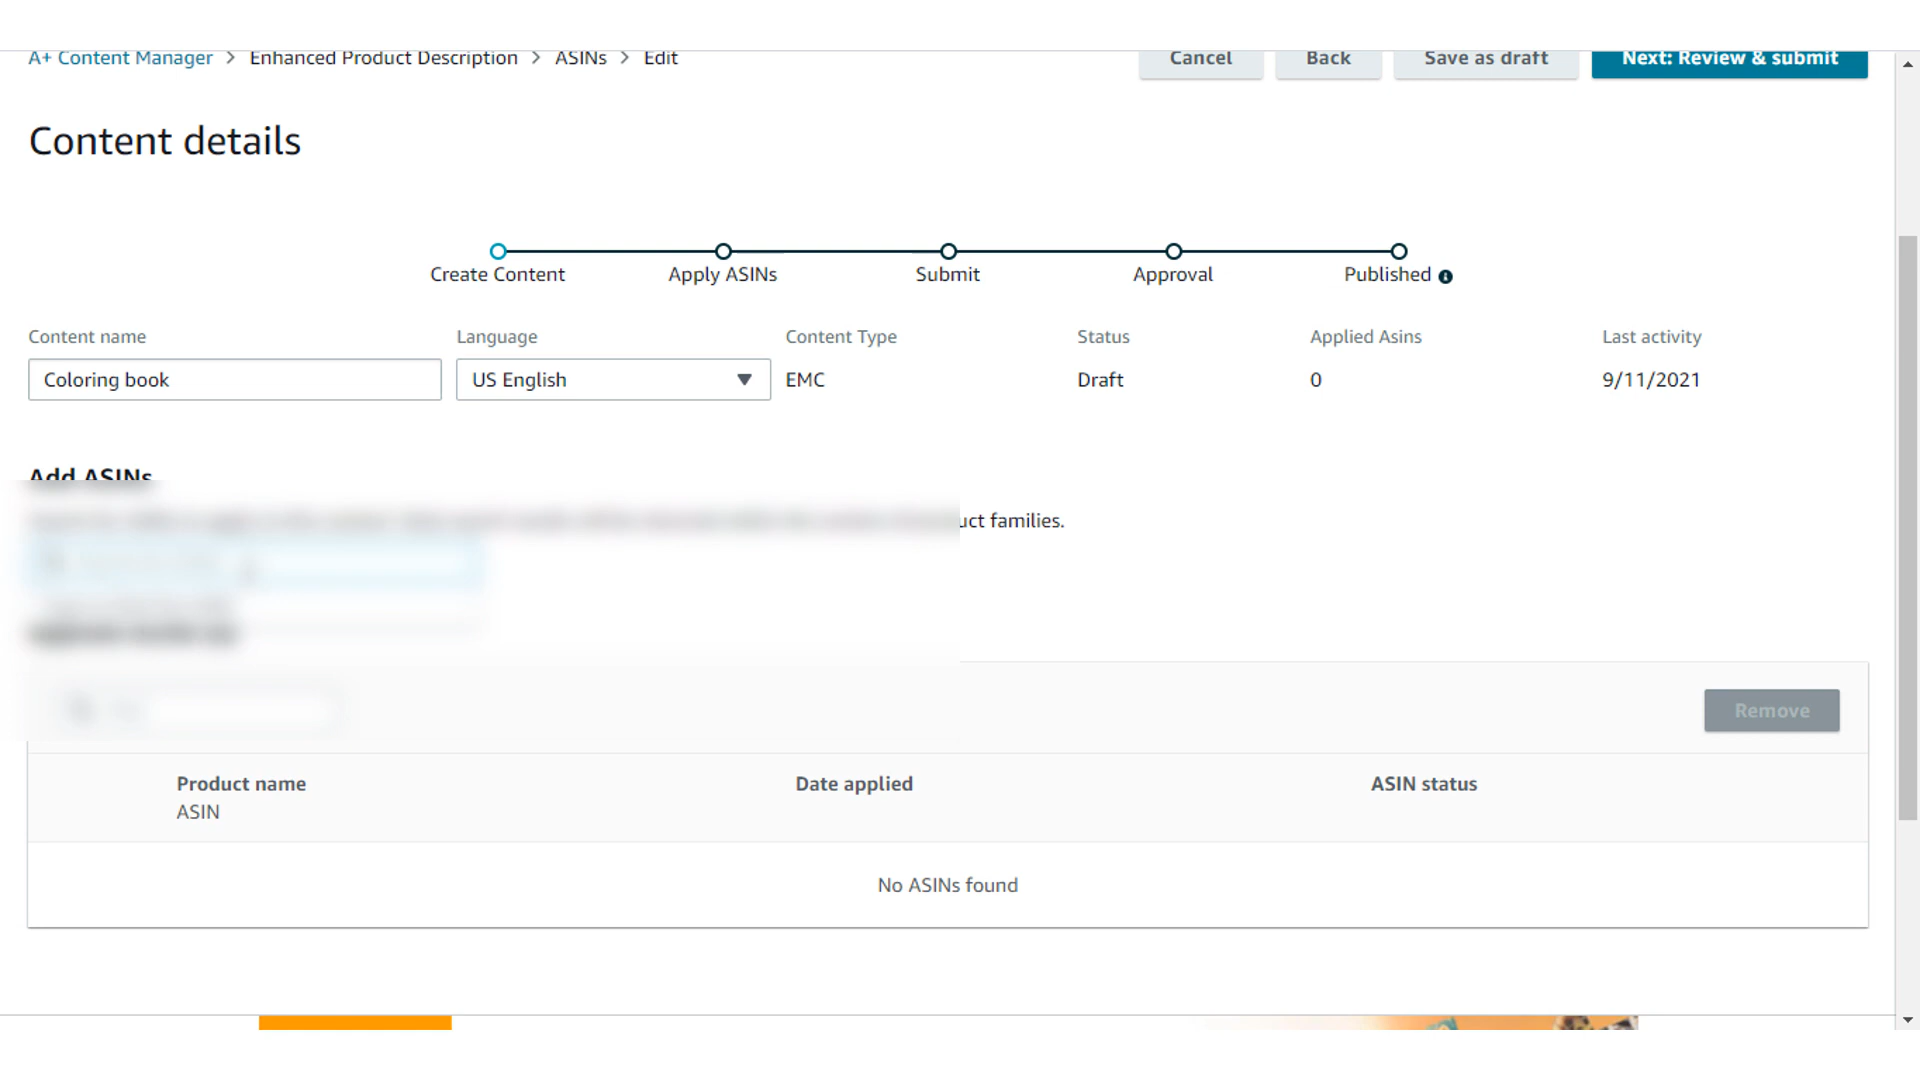 A+ Content Manager > Enhanced Product Description > ASINs > Edit
Cancel
Back
Save as draft
Next: Review & submit
Content details
Create Content
Apply ASINs
Submit
Approval
Published
Content name
Language
Content Type
Status
Applied Asins
Last activity
Coloring book
US English
EMC
Draft
0
9/11/2021
Add ASINs
families.
Remove
Product name
Date applied
ASIN status
ASIN
No ASINs found